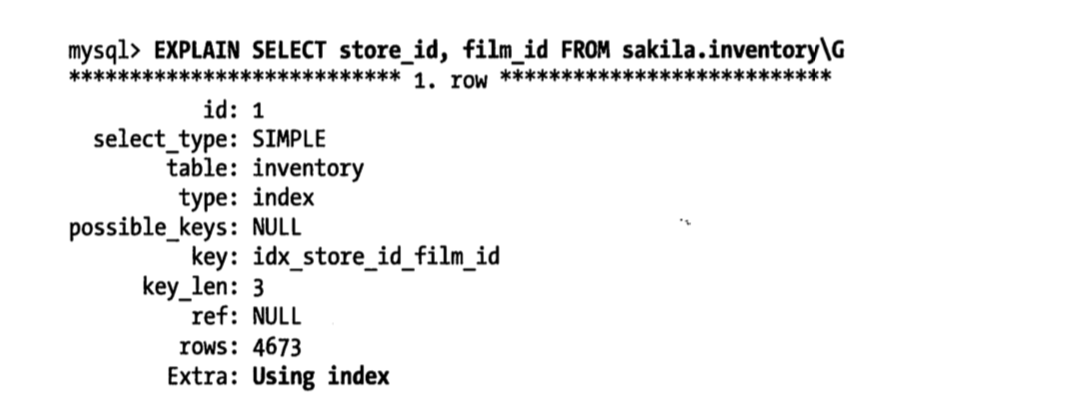 mysql> EXPLAIN SELECT store_id, film_id FROM sakila.inventory\G
*************************** 1. row ***************************
id: 1
select_type: SIMPLE
table: inventory
type: index
possible_keys: NULL
key: idx_store_id_film_id
key_len: 3
ref: NULL
rows: 4673
Extra: Using index